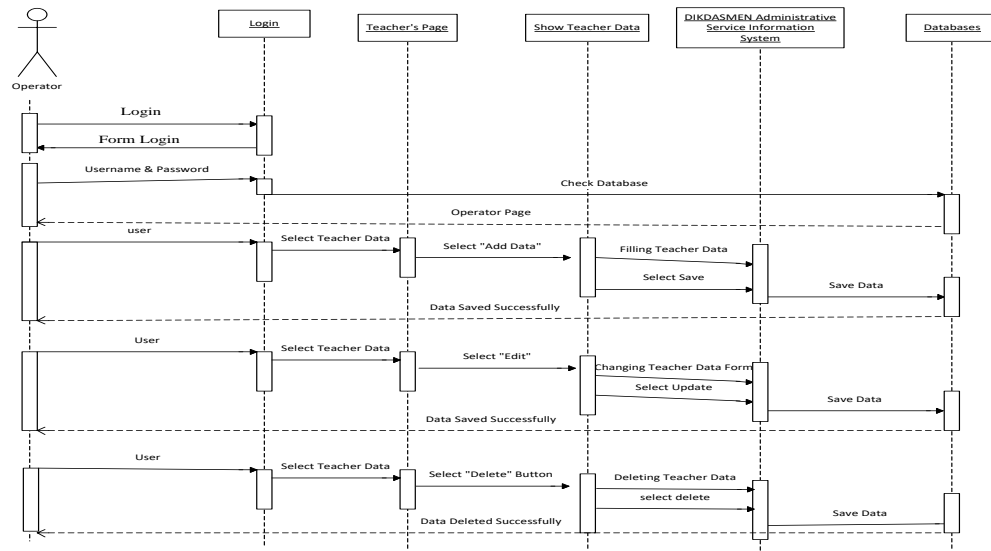 Login
Teacher's Page
Show Teacher Data
DIKDASMEN Administrative
Service Information
System
Databases
Operator
Login
Form Login
Username & Password
Check Database
Operator Page
user
Select Teacher Data
Select "Add Data"
Filling Teacher Data
Select Save
Save Data
Data Saved Successfully
User
Select Teacher Data
Select "Edit"
Changing Teacher Data Form
Select Update
Save Data
Data Saved Successfully
User
Select Teacher Data
Select "Delete" Button
Deleting Teacher Data
select delete
Save Data
Data Deleted Successfully